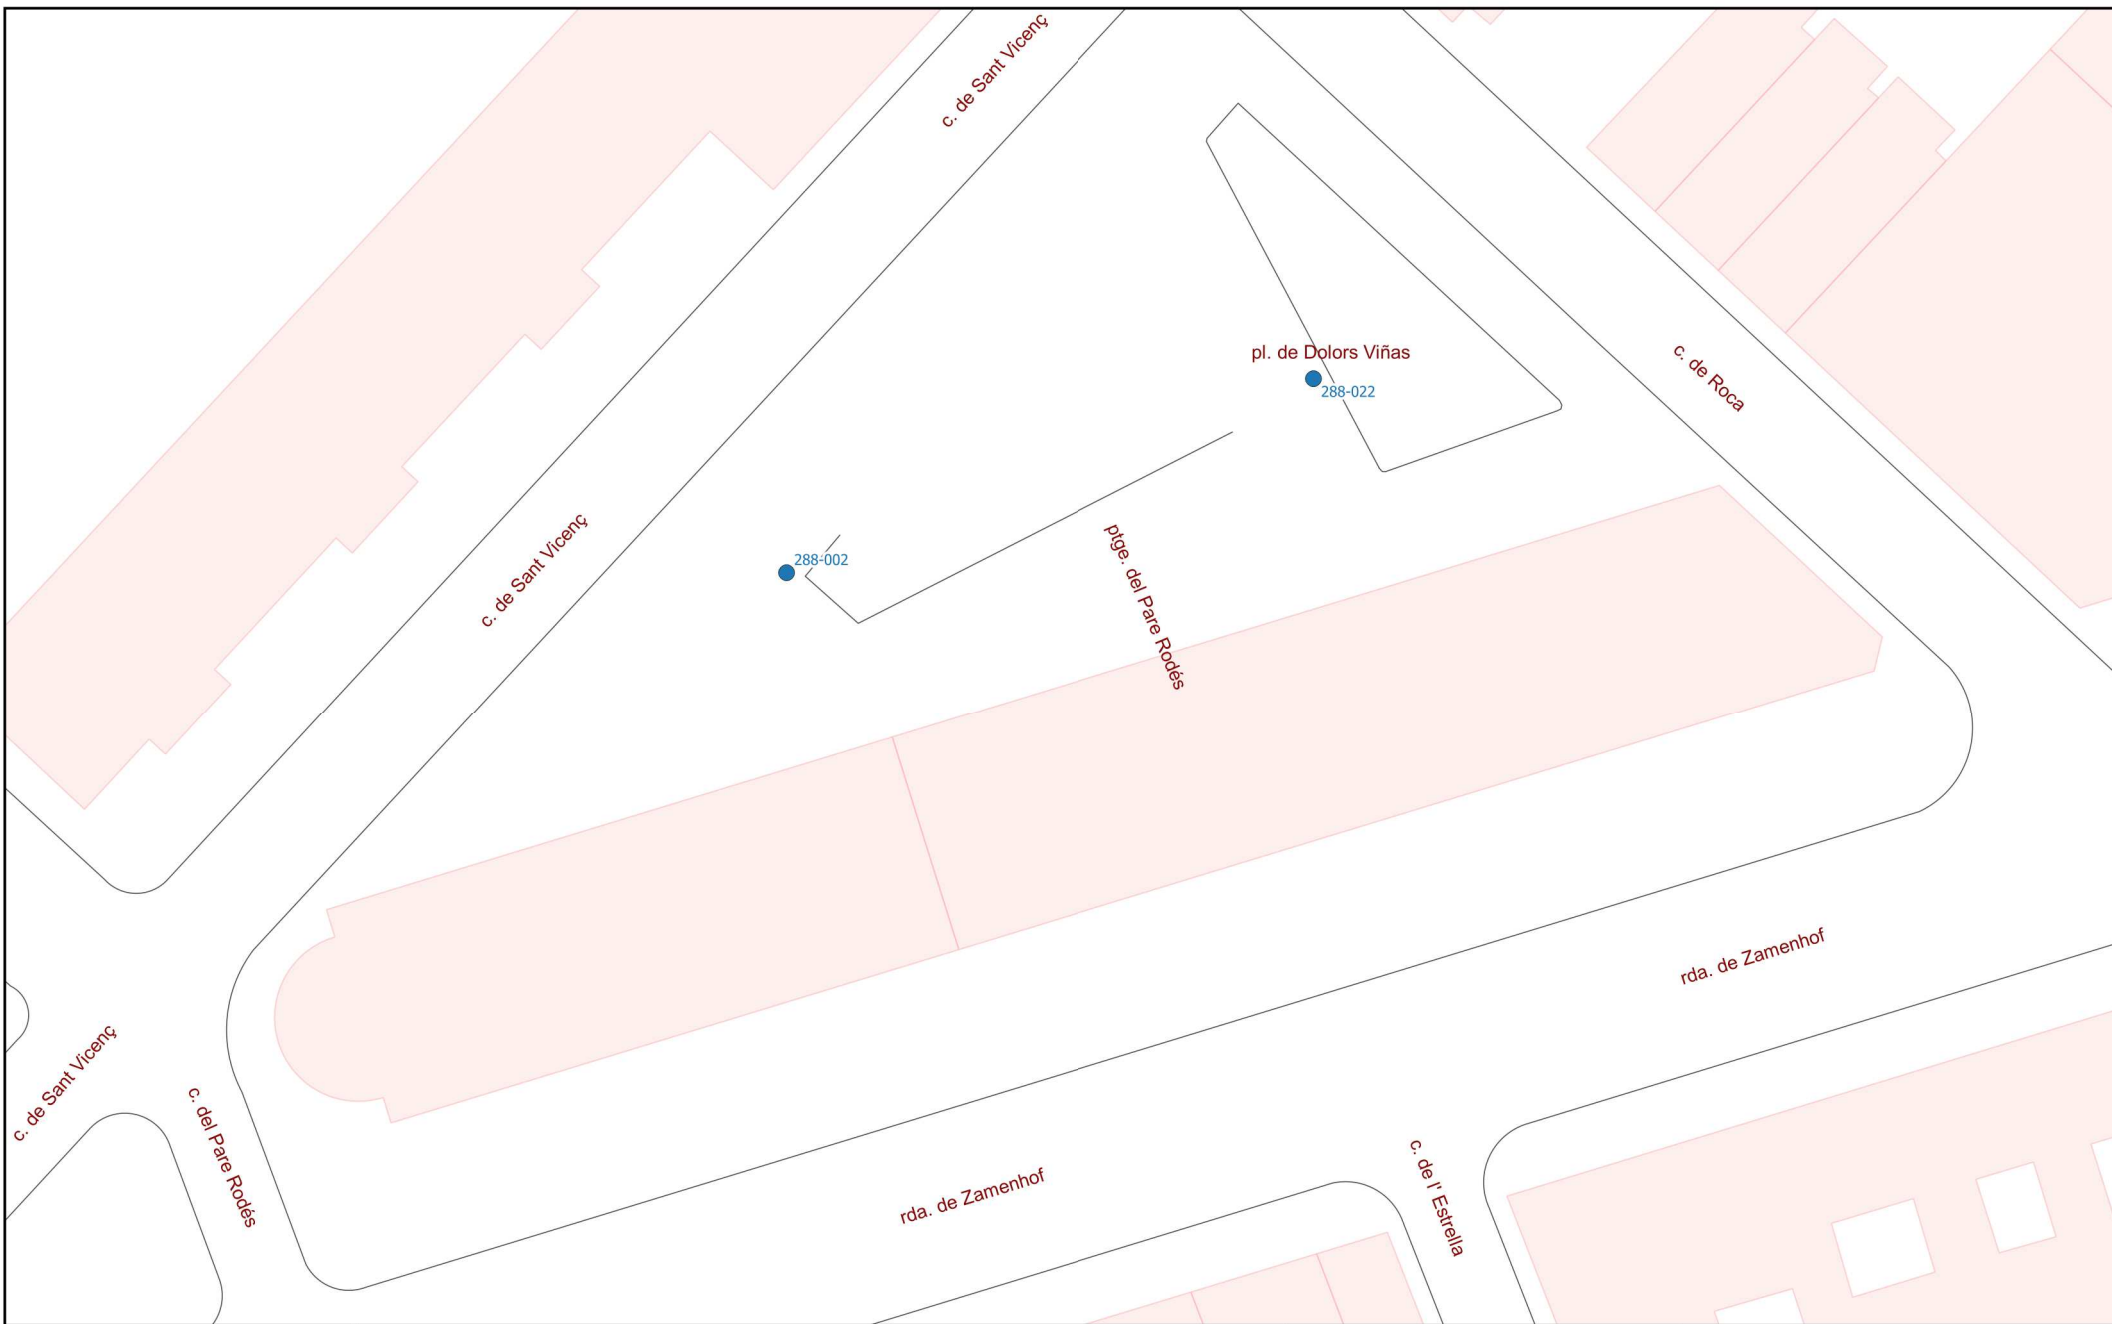 c. de Sant Vicenç
pl. de Dolors Viñas
288-022
c. de Roca
c. de Sant Vicenç
288-002
ptge. del Pare Rodés
rda. de Zamenhof
c. de Sant Vicenç
c. del Pare Rodés
rda. de Zamenhof
c. de l' Estrella